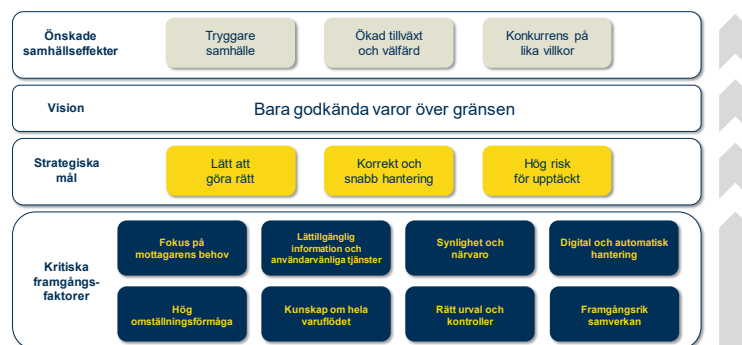 Önskade
samhällseffekter
Tryggare
samhälle
Ökad tillväxt
och välfärd
Konkurrens på
lika villkor
Vision
Bara godkända varor över gränsen
Strategiska
mål
Lätt att
göra rätt
Korrekt och
snabb hantering
Hög risk
för upptäckt
Kritiska
framgångs-
faktorer
Fokus på
mottagarens behov
Lättillgänglig
information och
användarvänliga tjänster
Synlighet och
närvaro
Digital och automatisk
hantering
Hög
omställningsförmåga
Kunskap om hela
varuflödet
Rätt urval och
kontroller
Framgångsrik
samverkan